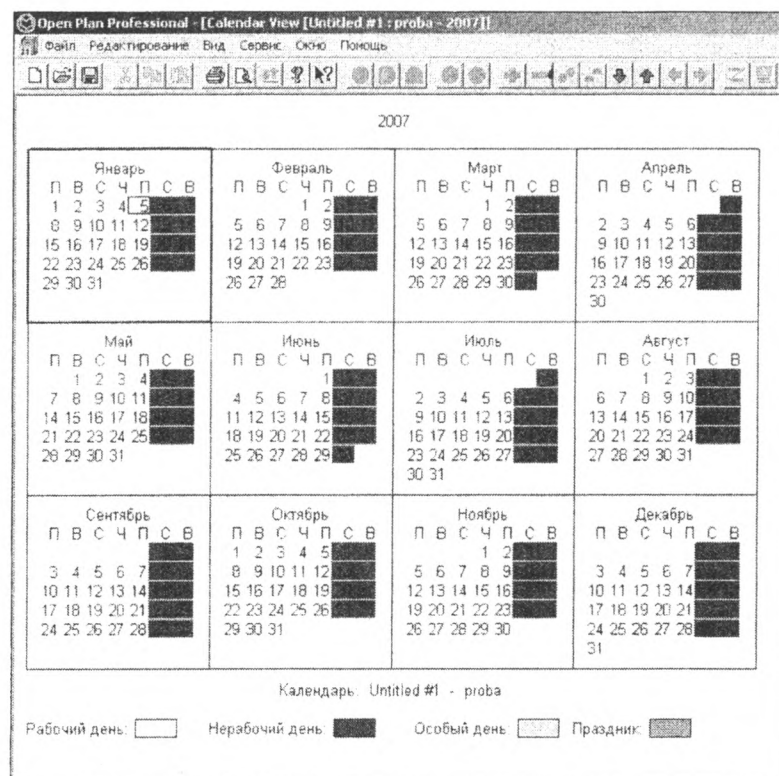 Open Plan Professional - [Calendar View [Untitled #1 : proba - 2007]]
Файл Редактирование Вид Сервис Окно Помощь
2007
Январь Февраль Март Апрель
П В С Ч П С В П В С Ч П С В П В С Ч П С В П В С Ч П С В
1 2 3 4 5 1 2 1 2
8 9 10 11 12 5 6 7 8 9 5 6 7 8 9 2 3 4 5 6
15 16 17 18 19 12 13 14 15 16 12 13 14 15 16 9 10 11 12 13
22 23 24 25 26 19 20 21 22 23 19 20 21 22 23 16 17 18 19 20
29 30 31 26 27 28 26 27 28 29 30 23 24 25 26 27
30
Май Июнь Июль Август
П В С Ч П С В П В С Ч П С В П В С Ч П С В П В С Ч П С В
1 2 3 4 1 1 2 3
7 8 9 10 11 4 5 6 7 8 2 3 4 5 6 6 7 8 9 10
14 15 16 17 18 11 12 13 14 15 9 10 11 12 13 13 14 15 16 17
21 22 23 24 25 18 19 20 21 22 16 17 18 19 20 20 21 22 23 24
28 29 30 31 25 26 27 28 29 23 24 25 26 27 27 28 29 30 31
30 31
Сентябрь Октябрь Ноябрь Декабрь
П В С Ч П С В П В С Ч П С В П В С Ч П С В П В С Ч П С В
1 2 3 4 5 1 2
3 4 5 6 7 8 9 10 11 12 5 6 7 8 9 3 4 5 6 7
10 11 12 13 14 15 16 17 18 19 12 13 14 15 16 10 11 12 13 14
17 18 19 20 21 22 23 24 25 26 19 20 21 22 23 17 18 19 20 21
24 25 26 27 28 29 30 31 26 27 28 29 30 24 25 26 27 28
31
Календарь: Untitled #1 - proba
Рабочий день: Нерабочий день: Особый день: Праздник: